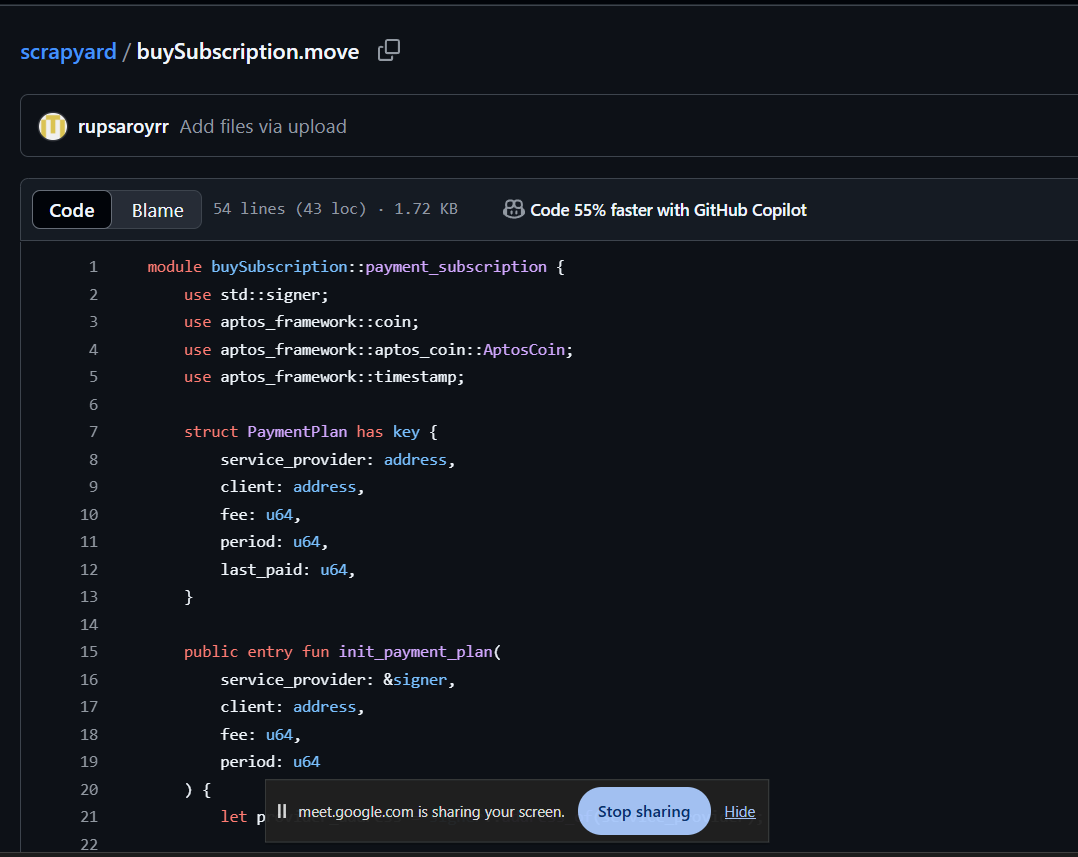 scrapyard / buySubscription.move
rupsaroyrr Add files via upload
Code Blame 54 lines (43 loc) · 1.72 KB Code 55% faster with GitHub Copilot
1 module buySubscription::payment_subscription {
2 use std::signer;
3 use aptos_framework::coin;
4 use aptos_framework::aptos_coin::AptosCoin;
5 use aptos_framework::timestamp;
6
7 struct PaymentPlan has key {
8 service_provider: address,
9 client: address,
10 fee: u64,
11 period: u64,
12 last_paid: u64,
13 }
14
15 public entry fun init_payment_plan(
16 service_provider: &signer,
17 client: address,
18 fee: u64,
19 period: u64
20 ) {
21 let p
meet.google.com is sharing your screen. Stop sharing Hide
22